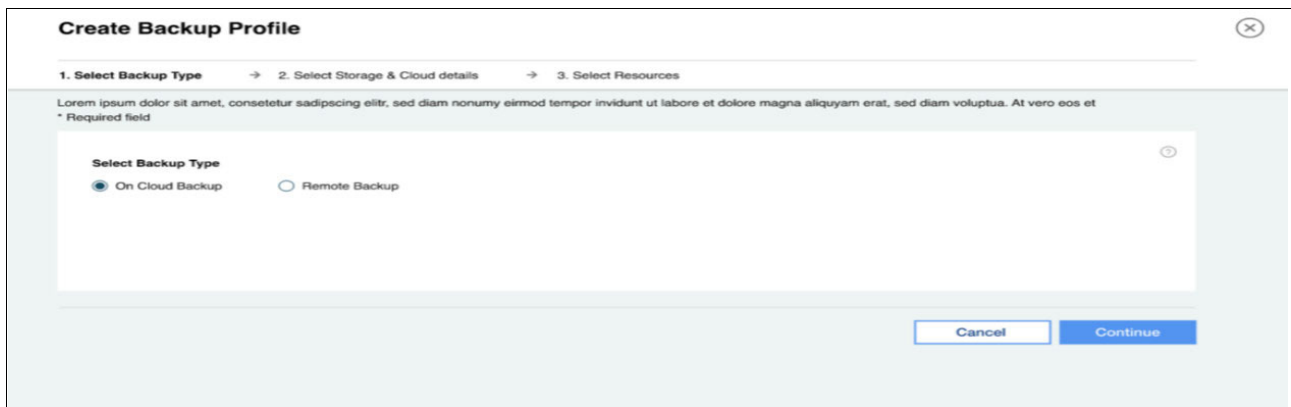 Create Backup Profile
1. Select Backup Type → 2. Select Storage & Cloud details → 3. Select Resources
Lorem ipsum dolor sit amet, consetetur sadipscing elitr, sed diam nonumy eirmod tempor invidunt ut labore et dolore magna aliquyam erat, sed diam voluptua. At vero eos et
* Required field
Select Backup Type
On Cloud Backup Remote Backup
Cancel Continue